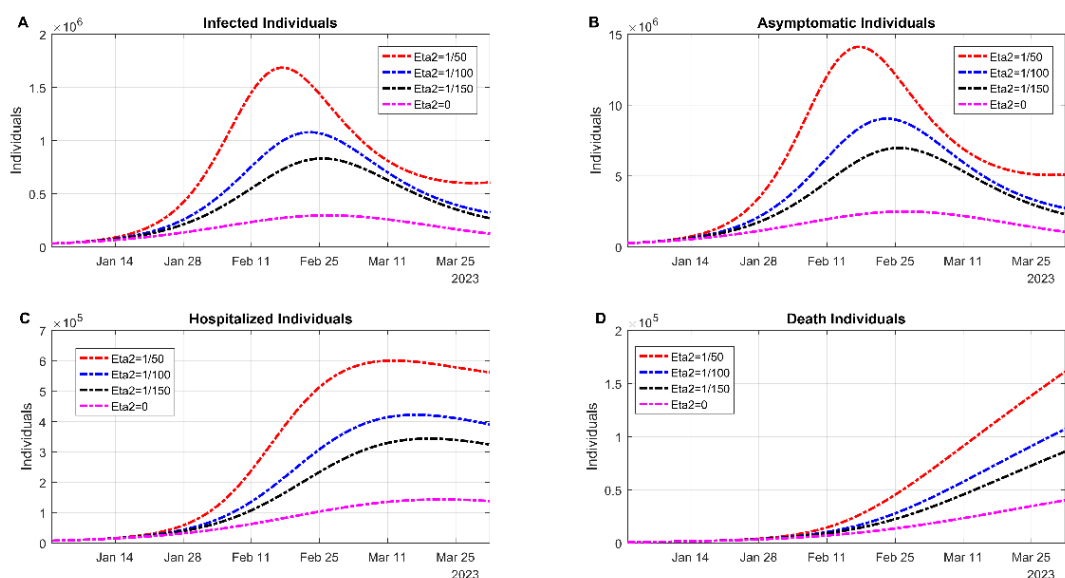 A
Infected Individuals
× 10^6
2
1.5
1
0.5
0
Individuals
Eta2=1/50
Eta2=1/100
Eta2=1/150
Eta2=0
Jan 14 Jan 28 Feb 11 Feb 25 Mar 11 Mar 25
2023
B
Asymptomatic Individuals
× 10^6
15
10
5
0
Individuals
Eta2=1/50
Eta2=1/100
Eta2=1/150
Eta2=0
Jan 14 Jan 28 Feb 11 Feb 25 Mar 11 Mar 25
2023
C
Hospitalized Individuals
× 10^5
7
6
5
4
3
2
1
0
Individuals
Eta2=1/50
Eta2=1/100
Eta2=1/150
Eta2=0
Jan 14 Jan 28 Feb 11 Feb 25 Mar 11 Mar 25
2023
D
Death Individuals
× 10^5
2
1.5
1
0.5
0
Individuals
Eta2=1/50
Eta2=1/100
Eta2=1/150
Eta2=0
Jan 14 Jan 28 Feb 11 Feb 25 Mar 11 Mar 25
2023